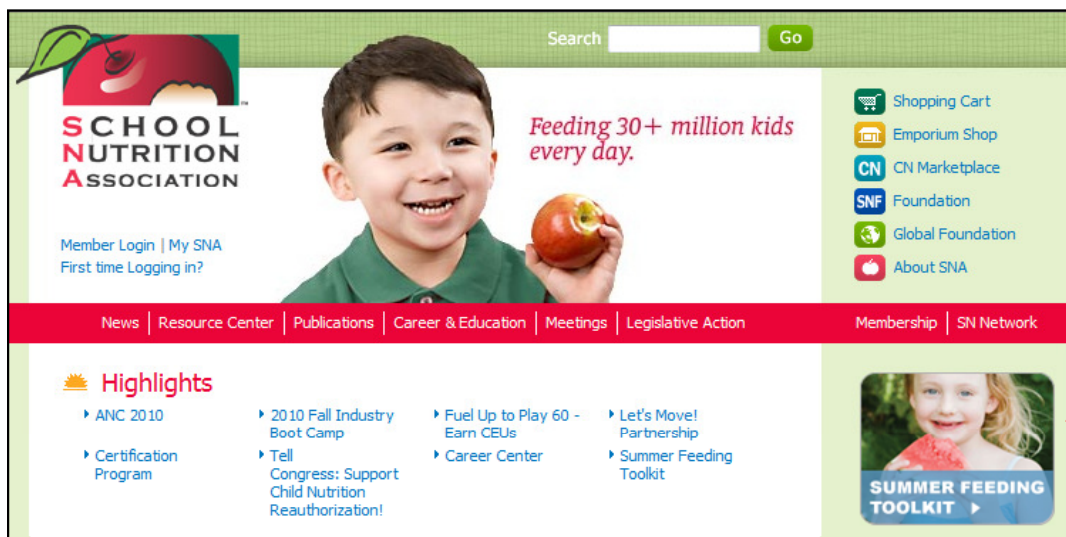 Search
Go
SCHOOL
NUTRITION
ASSOCIATION
™
Feeding 30+ million kids
every day.
Member Login | My SNA
First time Logging in?
Shopping Cart
Emporium Shop
CN CN Marketplace
SNF Foundation
Global Foundation
About SNA
News | Resource Center | Publications | Career & Education | Meetings | Legislative Action
Membership | SN Network
Highlights
ANC 2010
2010 Fall Industry
Boot Camp
Fuel Up to Play 60 -
Earn CEUs
Let's Move!
Partnership
Certification
Program
Tell
Congress: Support
Child Nutrition
Reauthorization!
Career Center
Summer Feeding
Toolkit
SUMMER FEEDING
TOOLKIT